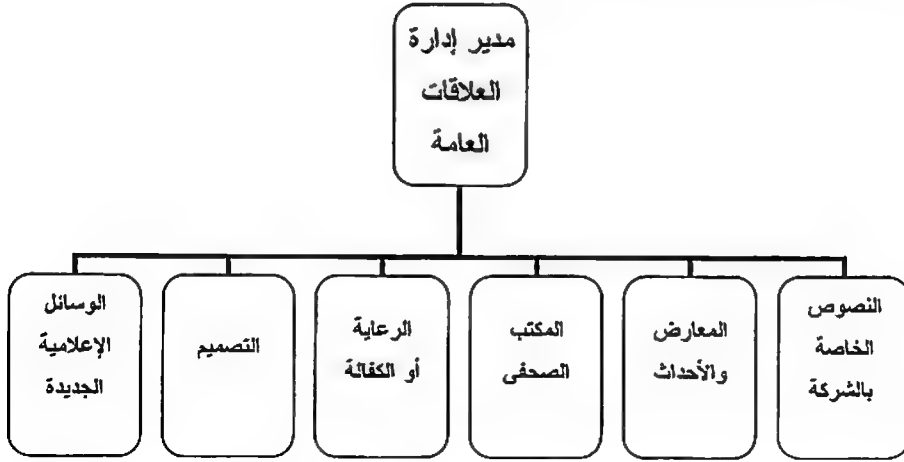 مدير إدارة
العلاقات
العامة
النصوص
الخاصة
بالشركة
المعارض
والأحداث
المكتب
الصحفى
الرعاية
أو الكفالة
التصميم
الوسائل
الإعلامية
الجديدة